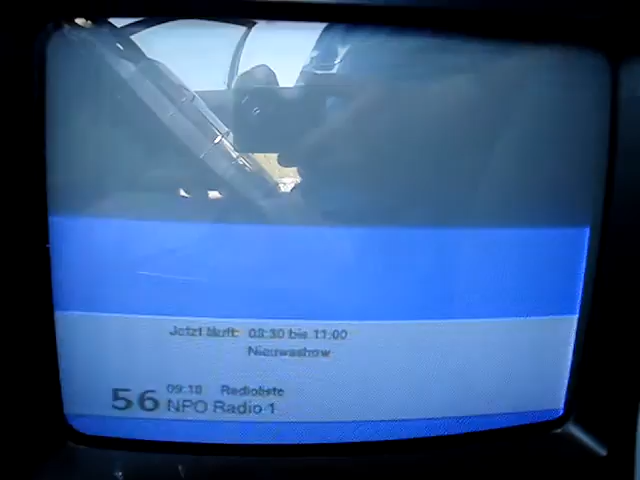 Jetzt läuft: 08:30 bis 11:00
Nieuwsshow
09:18 Radioliste
56 NPO Radio 1